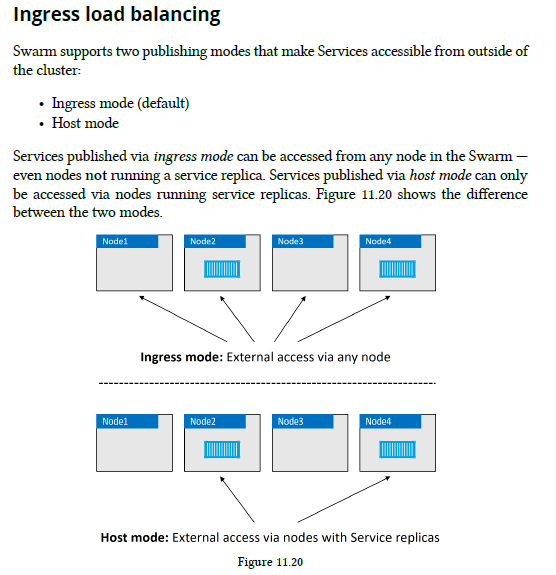 Ingress load balancing
Swarm supports two publishing modes that make Services accessible from outside of
the cluster:
• Ingress mode (default)
• Host mode
Services published via ingress mode can be accessed from any node in the Swarm —
even nodes not running a service replica. Services published via host mode can only
be accessed via nodes running service replicas. Figure 11.20 shows the difference
between the two modes.
Node1 Node2 Node3 Node4
Ingress mode: External access via any node
Node1 Node2 Node3 Node4
Host mode: External access via nodes with Service replicas
Figure 11.20